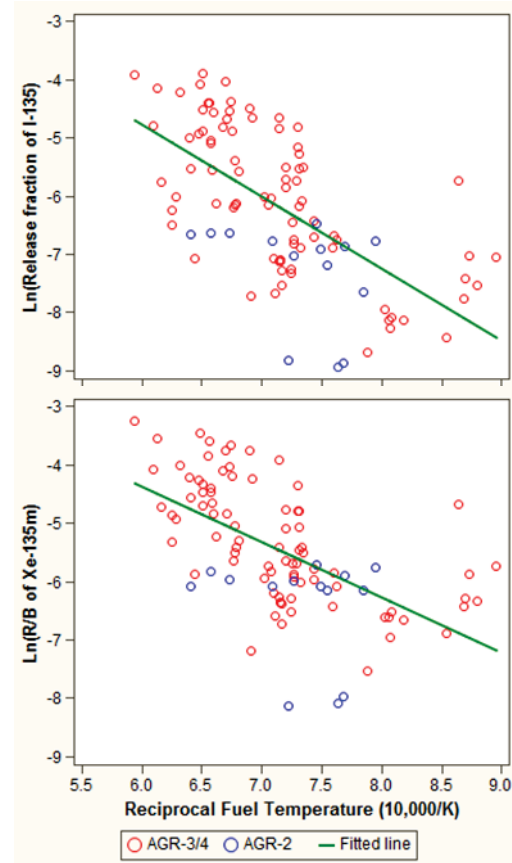 Ln(Release fraction of I-135)
-3
-4
-5
-6
-7
-8
-9
Ln(R/B of Xe-135m)
-3
-4
-5
-6
-7
-8
-9
5.5 6.0 6.5 7.0 7.5 8.0 8.5 9.0
Reciprocal Fuel Temperature (10,000/K)
AGR-3/4 AGR-2 Fitted line